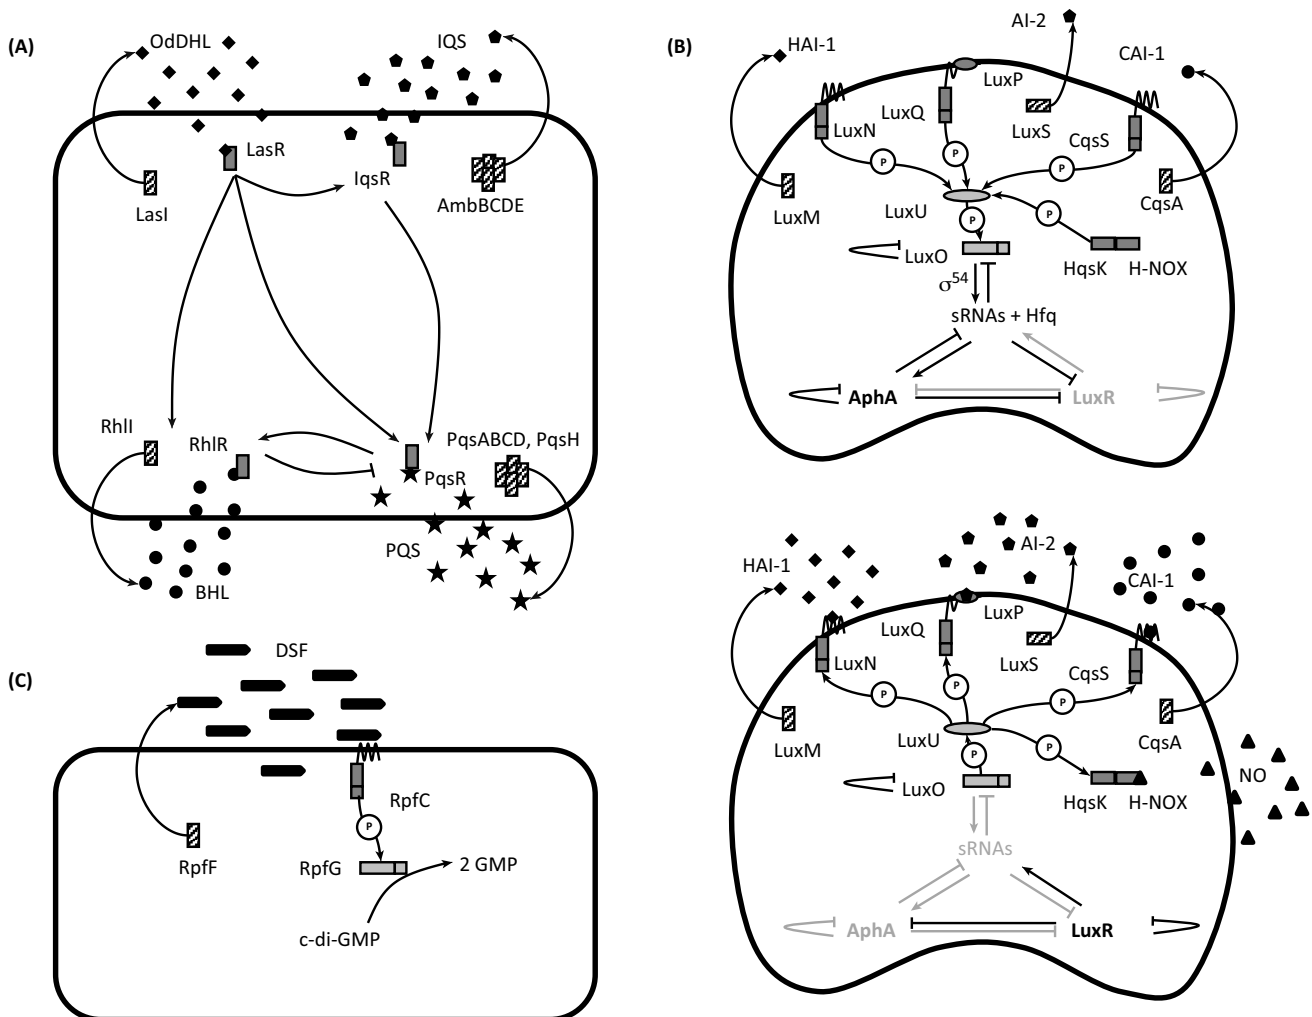 (A)
OdDHL
IQS
LasR
IqsR
LasI
AmbBCDE
RhlI
RhlR
PqsABCD, PqsH
PqsR
PQS
BHL
(B)
HAI-1
AI-2
CAI-1
LuxP
LuxQ
LuxN
LuxS
CqsS
P
P
P
LuxM
LuxU
CqsA
P
P
LuxO
HqsK
H-NOX
σ54
sRNAs + Hfq
AphA
LuxR
HAI-1
AI-2
CAI-1
LuxP
LuxQ
LuxN
LuxS
CqsS
P
P
P
LuxM
LuxU
CqsA
P
P
NO
LuxO
HqsK
H-NOX
sRNAs
AphA
LuxR
(C)
DSF
RpfC
P
RpfF
RpfG
2 GMP
c-di-GMP